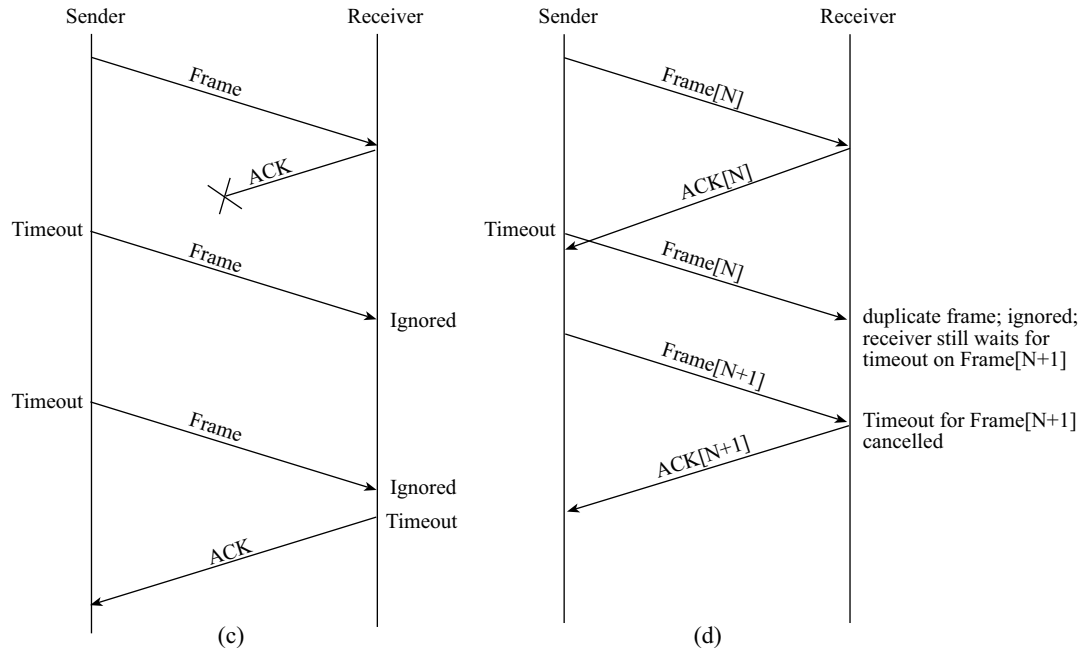 Sender
Receiver
Frame
ACK
Timeout
Frame
Ignored
Timeout
Frame
Ignored
Timeout
ACK
(c)
Sender
Receiver
Frame[N]
ACK[N]
Timeout
Frame[N]
duplicate frame; ignored;
receiver still waits for
timeout on Frame[N+1]
Frame[N+1]
Timeout for Frame[N+1]
cancelled
ACK[N+1]
(d)